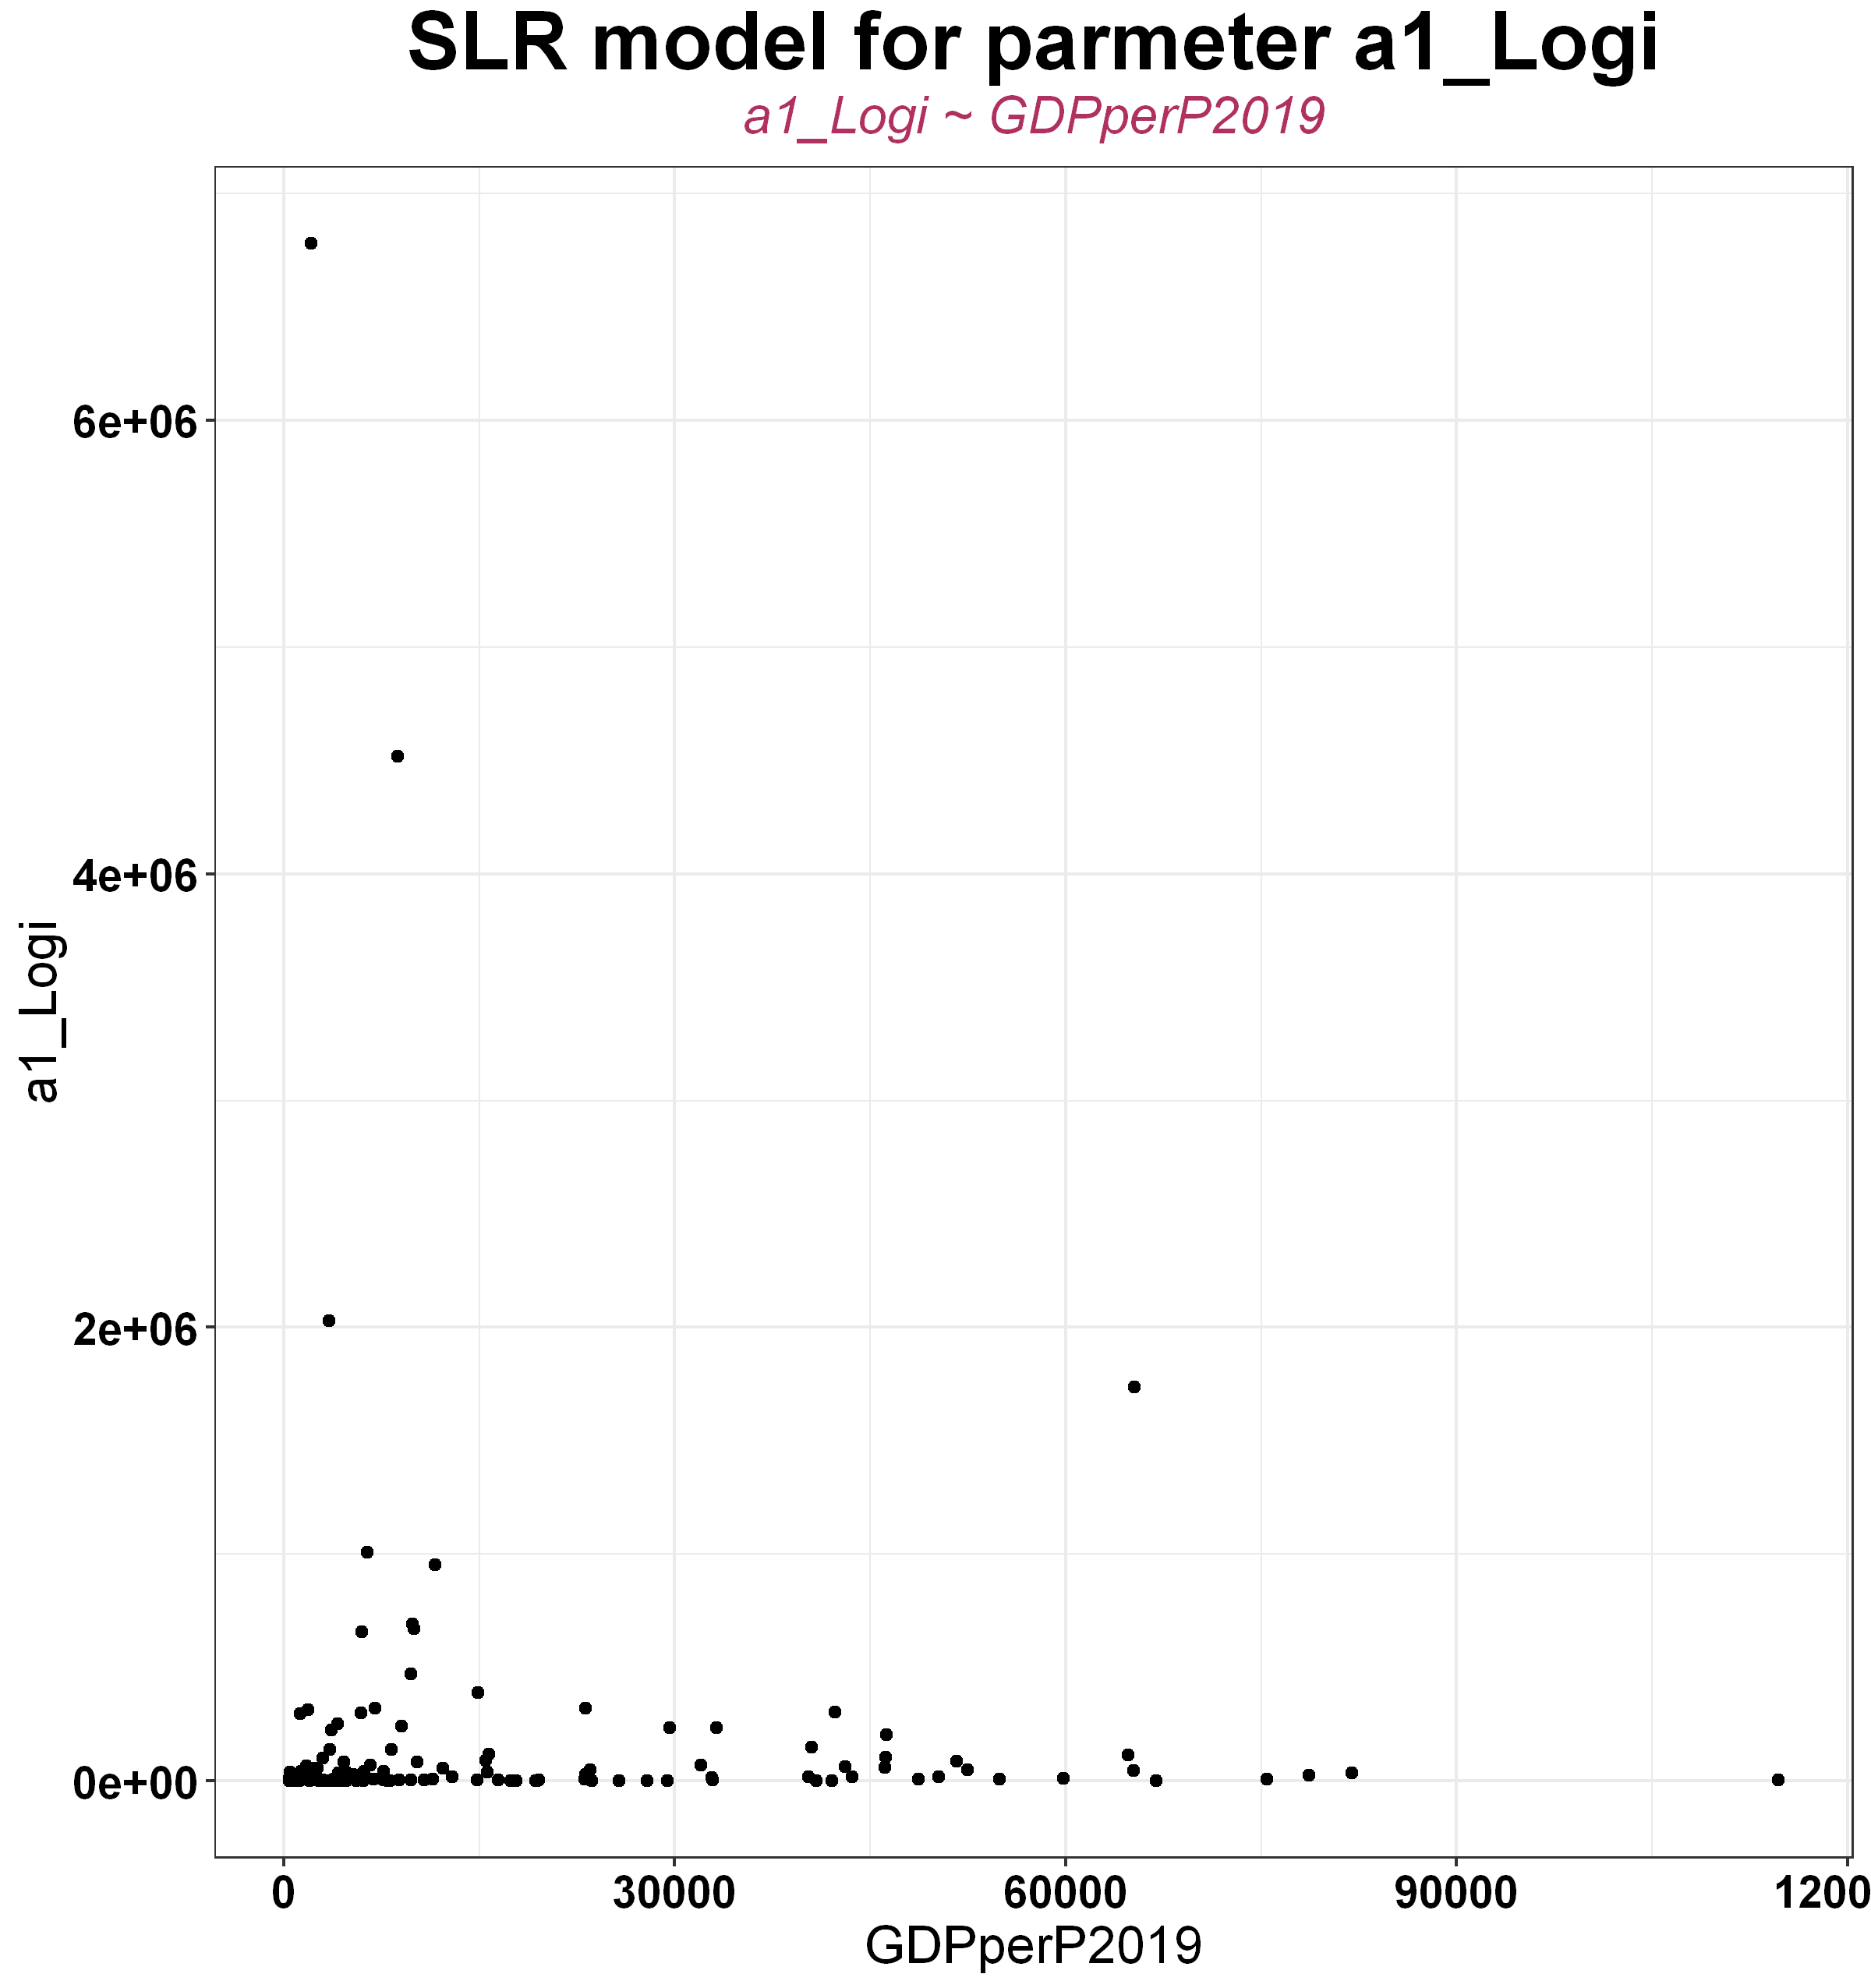 SLR model for parmeter a1_Logi
a1_Logi ~ GDPperP2019
6e+06
4e+06
2e+06
0e+00
a1_Logi
0 30000 60000 90000 1200
GDPperP2019